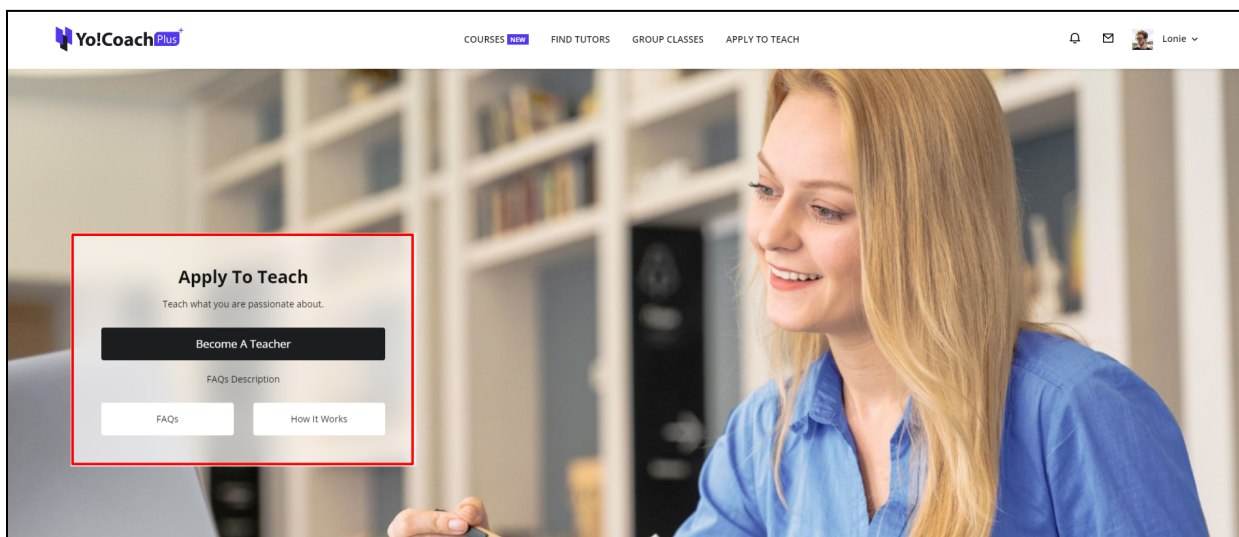 Yo!Coach Plus+
COURSES NEW FIND TUTORS GROUP CLASSES APPLY TO TEACH
Lonie
Apply To Teach
Teach what you are passionate about.
Become A Teacher
FAQs Description
FAQs How It Works